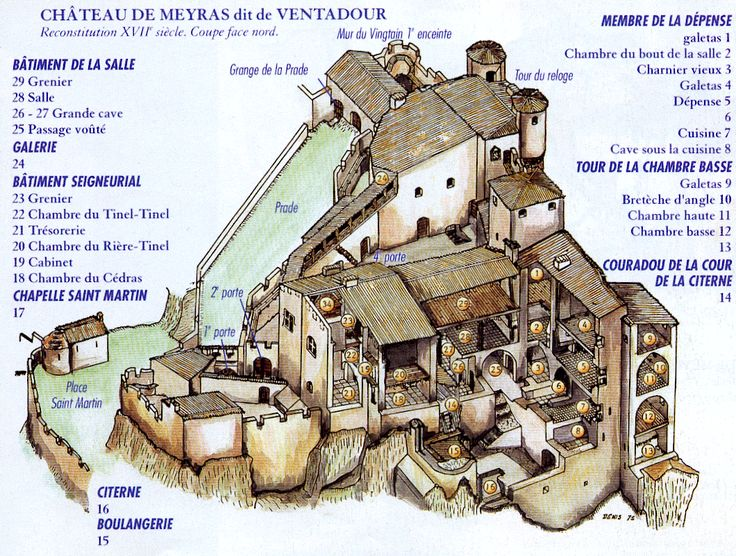 CHÂTEAU DE MEYRAS dit de VENTADOUR
Reconstitution XVIIᵉ siècle. Coupe face nord.
BÂTIMENT DE LA SALLE
29 Grenier
28 Salle
26 - 27 Grande cave
25 Passage voûté
GALERIE
24
BÂTIMENT SEIGNEURIAL
23 Grenier
22 Chambre du Tinel-Tinel
21 Trésorerie
20 Chambre du Rière-Tinel
19 Cabinet
18 Chambre du Cédras
CHAPELLE SAINT MARTIN
17
CITERNE
16
BOULANGERIE
15
MEMBRE DE LA DÉPENSE
galetas 1
Chambre du bout de la salle 2
Charnier vieux 3
Galetas 4
Dépense 5
6
Cuisine 7
Cave sous la cuisine 8
TOUR DE LA CHAMBRE BASSE
Galetas 9
Bretèche d'angle 10
Chambre haute 11
Chambre basse 12
13
COURADOU DE LA COUR
DE LA CITERNE
14
Mur du Vingtain 1ᵉ enceinte
Grange de la Prade
Tour du reloge
Prade
4ᵉ porte
2ᵉ porte
1ᵉ porte
Place
Saint Martin
DENIS 72